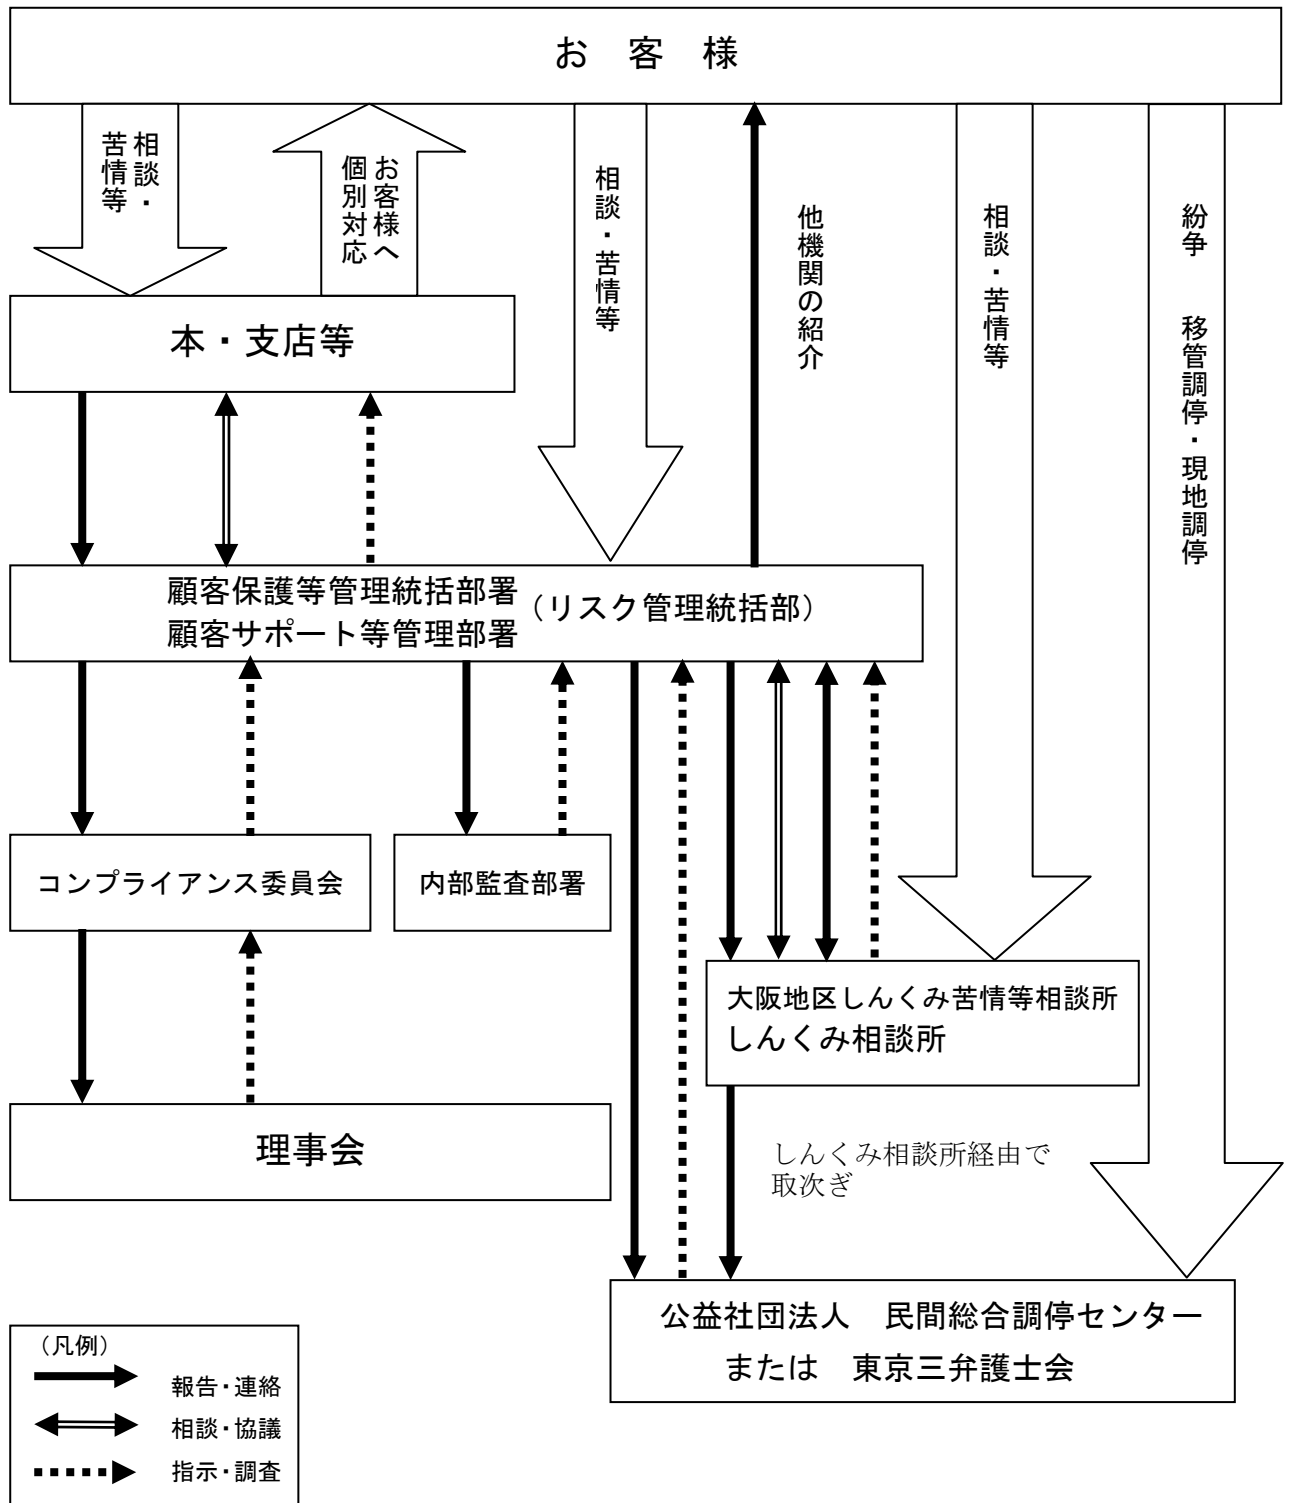 お　客　様
相談・
苦情等
お客様へ
個別対応
相談・苦情等
他機関の紹介
相談・苦情等
紛争　移管調停・現地調停
本・支店等
顧客保護等管理統括部署
顧客サポート等管理部署
（リスク管理統括部）
コンプライアンス委員会
内部監査部署
大阪地区しんくみ苦情等相談所
しんくみ相談所
理事会
しんくみ相談所経由で
取次ぎ
公益社団法人　民間総合調停センター
または　東京三弁護士会
（凡例）
報告・連絡
相談・協議
指示・調査